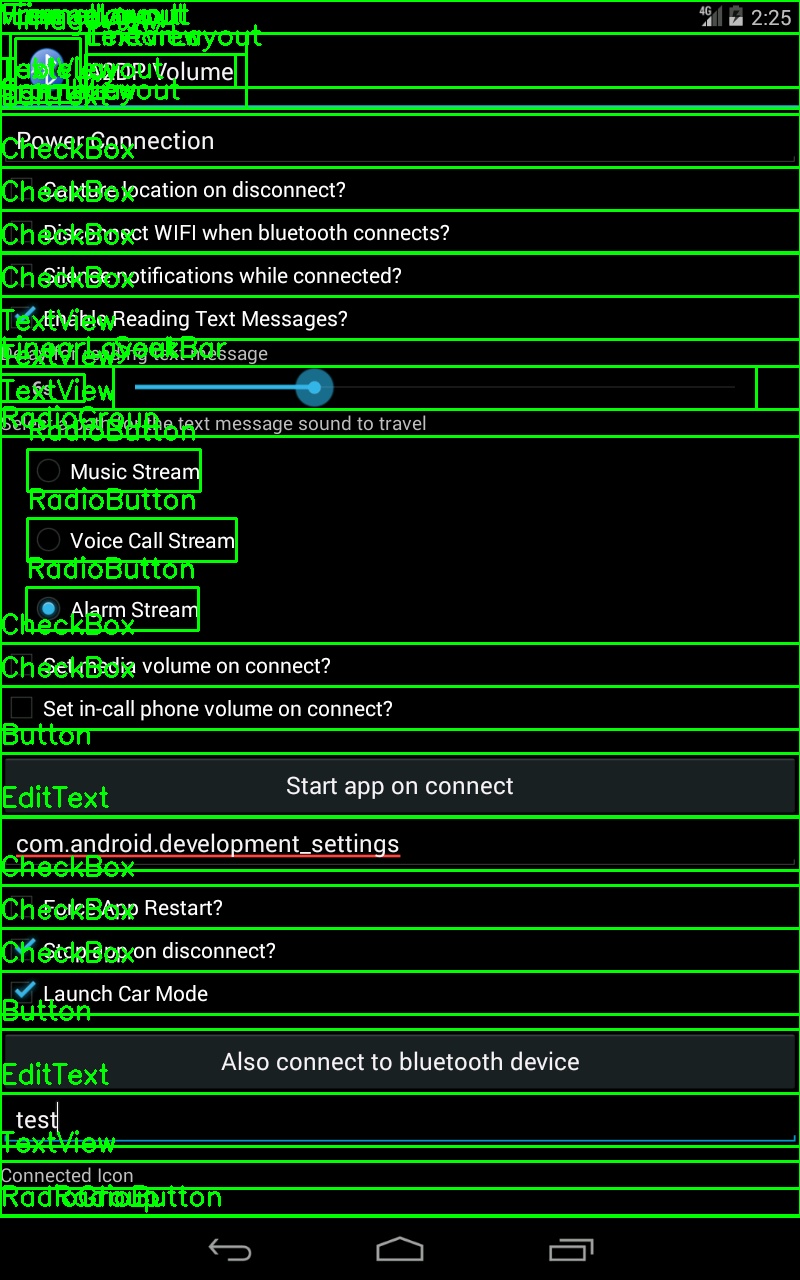 2:25
TextView
A2DP Volume
Power Connection
CheckBox
Capture location on disconnect?
CheckBox
Disconnect WIFI when bluetooth connects?
CheckBox
Silence notifications while connected?
CheckBox
Enable Reading Text Messages?
TextView
LinearLayout
SeekBar
TextView
6s
TextView
RadioGroup
Select a path for the text message sound to travel
RadioButton
Music Stream
RadioButton
Voice Call Stream
RadioButton
Alarm Stream
CheckBox
Set media volume on connect?
CheckBox
Set in-call phone volume on connect?
Button
Start app on connect
EditText
com.android.development_settings
CheckBox
Force App Restart?
CheckBox
Stop app on disconnect?
CheckBox
Launch Car Mode
Button
Also connect to bluetooth device
EditText
test
TextView
Connected Icon
RadioGroup
RadioButton